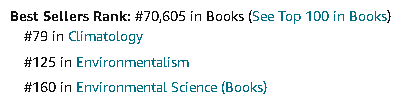 Best Sellers Rank: #70,605 in Books (See Top 100 in Books)
#79 in Climatology
#125 in Environmentalism
#160 in Environmental Science (Books)